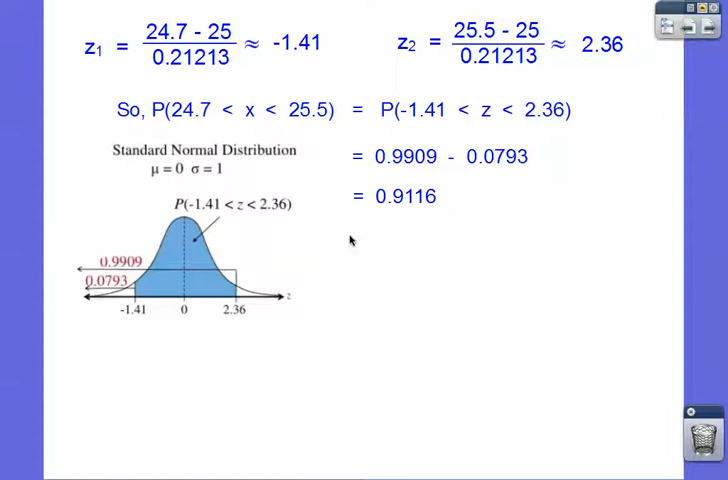 z1 = 24.7 - 25 / 0.21213 ≈ -1.41
z2 = 25.5 - 25 / 0.21213 ≈ 2.36
So, P(24.7 < x < 25.5) = P(-1.41 < z < 2.36)
Standard Normal Distribution
μ = 0 σ = 1
= 0.9909 - 0.0793
= 0.9116
P(-1.41 < z < 2.36)
0.9909
0.0793
z
-1.41 0 2.36